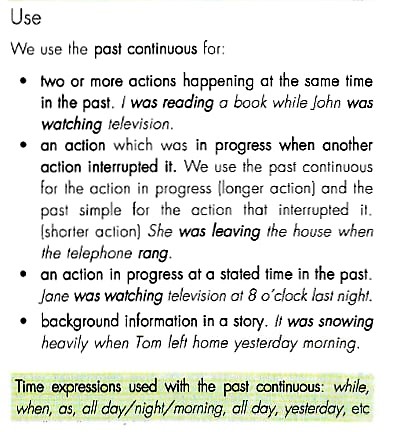 Use
We use the past continuous for:
• two or more actions happening at the same time
in the past. I was reading a book while John was
watching television.
• an action which was in progress when another
action interrupted it. We use the past continuous
for the action in progress (longer action) and the
past simple for the action that interrupted it.
(shorter action) She was leaving the house when
the telephone rang.
• an action in progress at a stated time in the past.
Jane was watching television at 8 o'clock last night.
• background information in a story. It was snowing
heavily when Tom left home yesterday morning.
Time expressions used with the past continuous: while,
when, as, all day/night/morning, all day, yesterday, etc